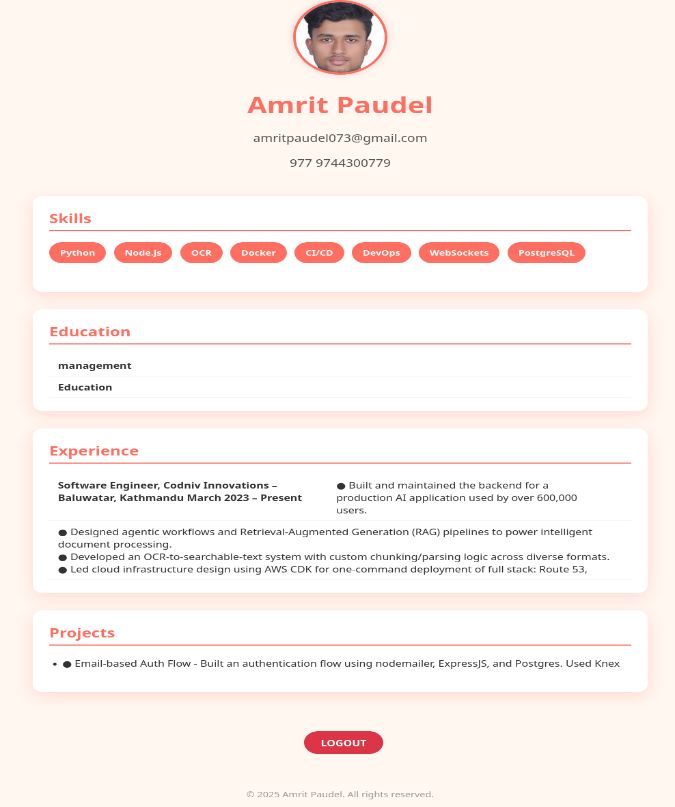 Amrit Paudel
amritpaudel073@gmail.com
977 9744300779
Skills
Python Node.js OCR Docker CI/CD DevOps WebSockets PostgreSQL
Education
management
Education
Experience
Software Engineer, Codniv Innovations –
Baluwatar, Kathmandu March 2023 – Present
● Built and maintained the backend for a
production AI application used by over 600,000
users.
● Designed agentic workflows and Retrieval-Augmented Generation (RAG) pipelines to power intelligent
document processing.
● Developed an OCR-to-searchable-text system with custom chunking/parsing logic across diverse formats.
● Led cloud infrastructure design using AWS CDK for one-command deployment of full stack: Route 53,
Projects
• ● Email-based Auth Flow - Built an authentication flow using nodemailer, ExpressJS, and Postgres. Used Knex
LOGOUT
© 2025 Amrit Paudel. All rights reserved.